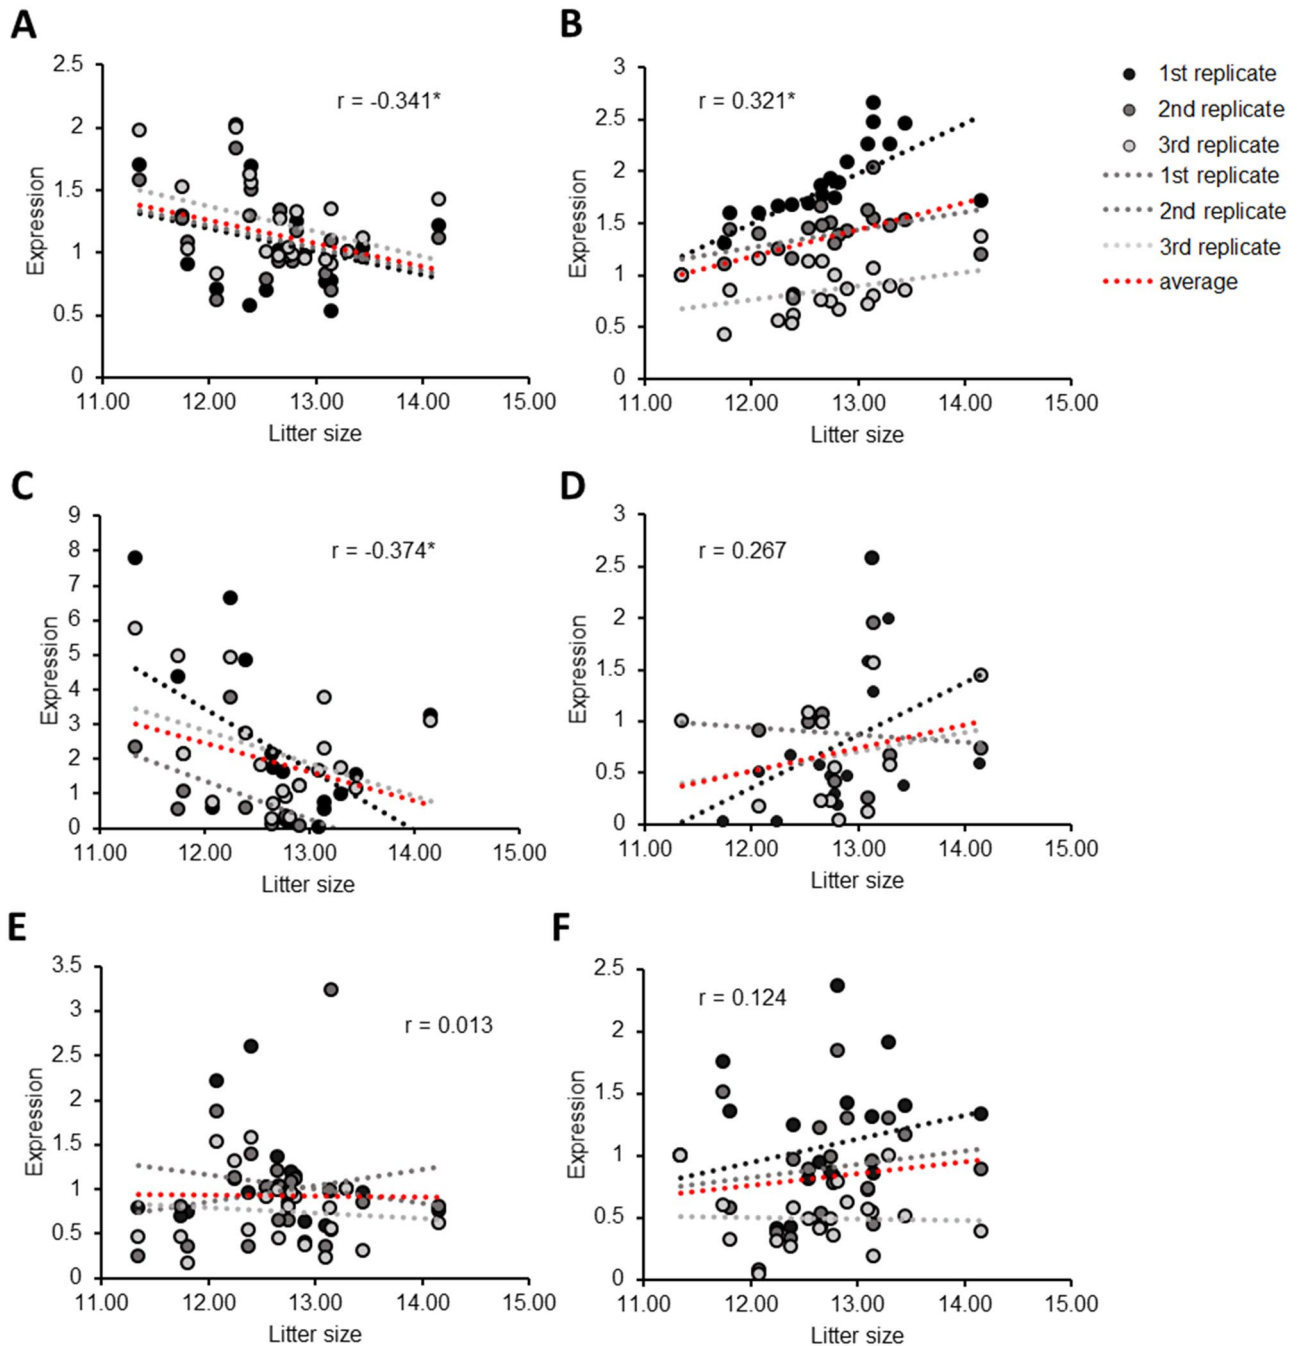 A
2.5
2
1.5
1
0.5
0
Expression
r = -0.341*
11.00 12.00 13.00 14.00 15.00
Litter size
B
3
2.5
2
1.5
1
0.5
0
Expression
r = 0.321*
11.00 12.00 13.00 14.00 15.00
Litter size
1st replicate
2nd replicate
3rd replicate
1st replicate
2nd replicate
3rd replicate
average
C
9
8
7
6
5
4
3
2
1
0
Expression
r = -0.374*
11.00 12.00 13.00 14.00 15.00
Litter size
D
3
2.5
2
1.5
1
0.5
0
Expression
r = 0.267
11.00 12.00 13.00 14.00 15.00
Litter size
E
3.5
3
2.5
2
1.5
1
0.5
0
Expression
r = 0.013
11.00 12.00 13.00 14.00 15.00
Litter size
F
2.5
2
1.5
1
0.5
0
Expression
r = 0.124
11.00 12.00 13.00 14.00 15.00
Litter size